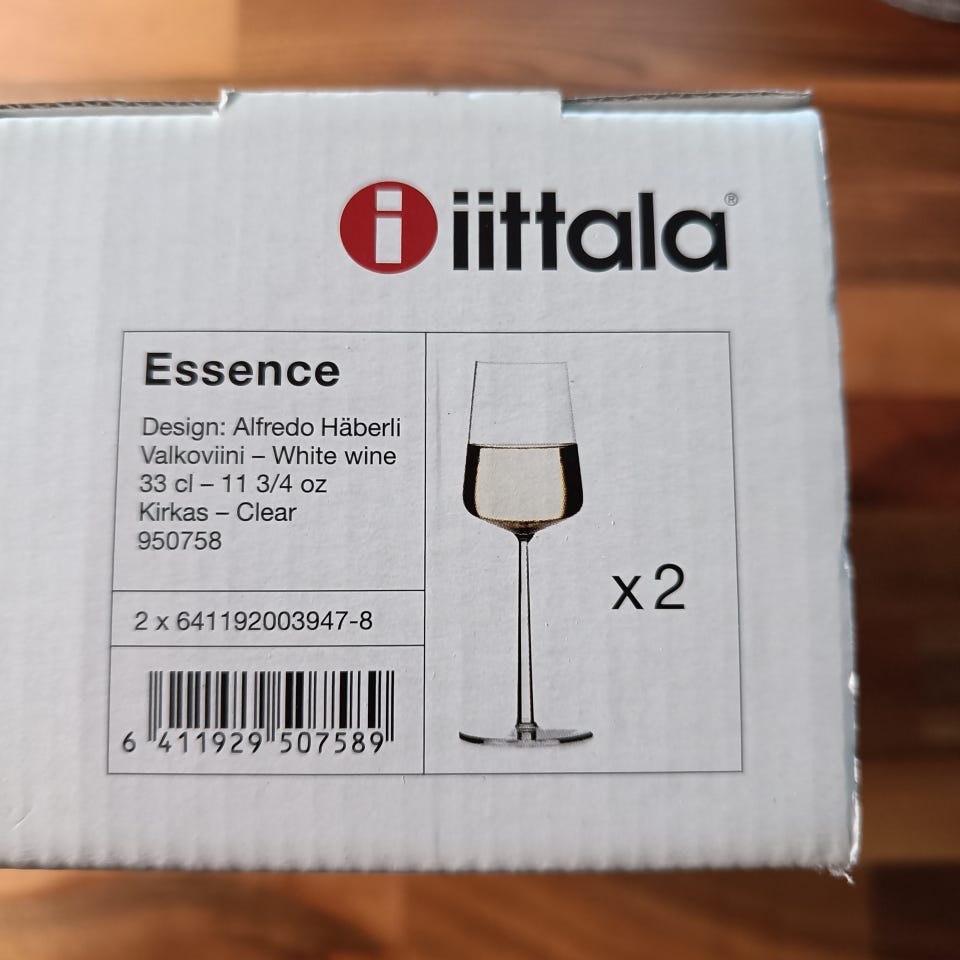 i iittala®
Essence
Design: Alfredo Häberli
Valkoviini – White wine
33 cl – 11 3/4 oz
Kirkas – Clear
950758
2 x 641192003947-8
6 411929 507589
x2